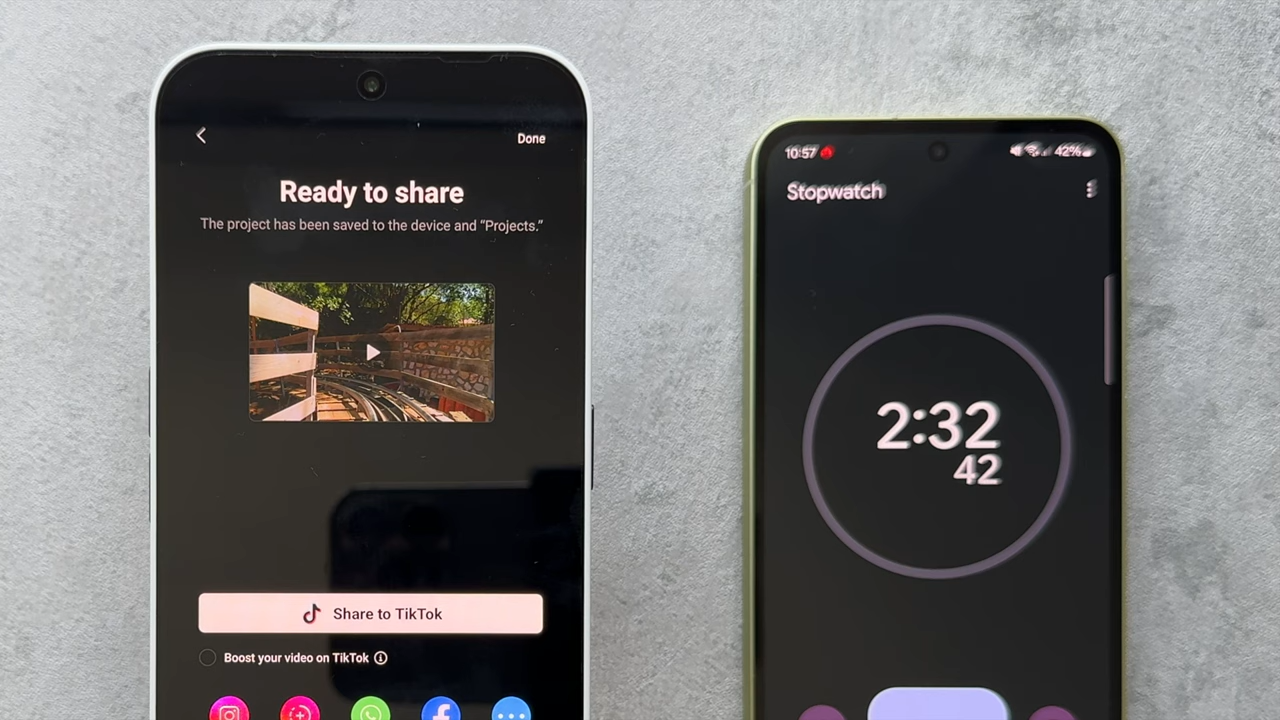 Done
Ready to share
The project has been saved to the device and “Projects.”
Share to TikTok
Boost your video on TikTok
10:57
42%
Stopwatch
2:32
42